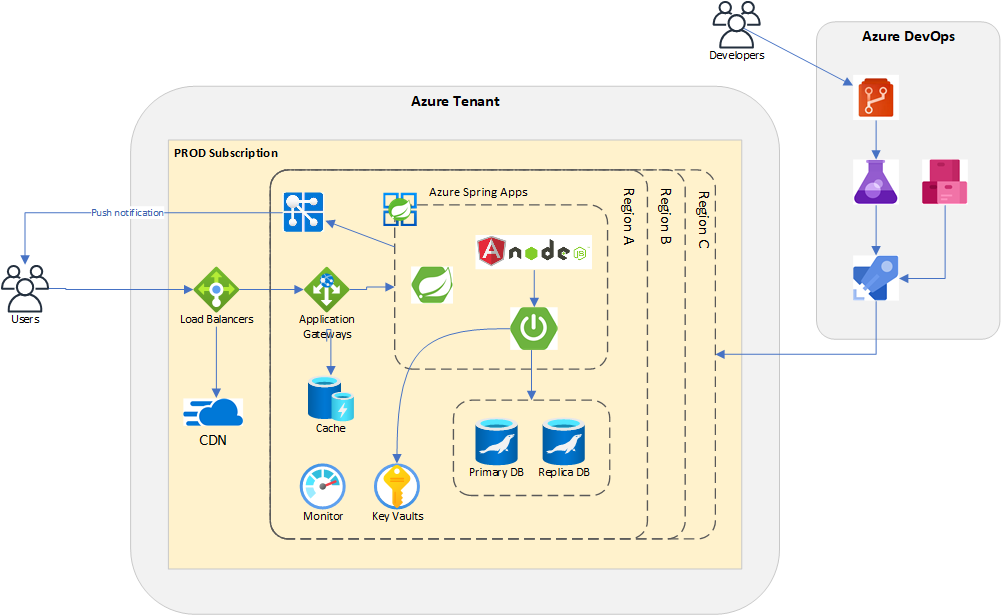 Developers
Azure DevOps
Azure Tenant
PROD Subscription
Azure Spring Apps
Region A
Region B
Region C
Push notification
node
JS
Users
Load Balancers
Application
Gateways
CDN
Cache
Primary DB
Replica DB
Monitor
Key Vaults